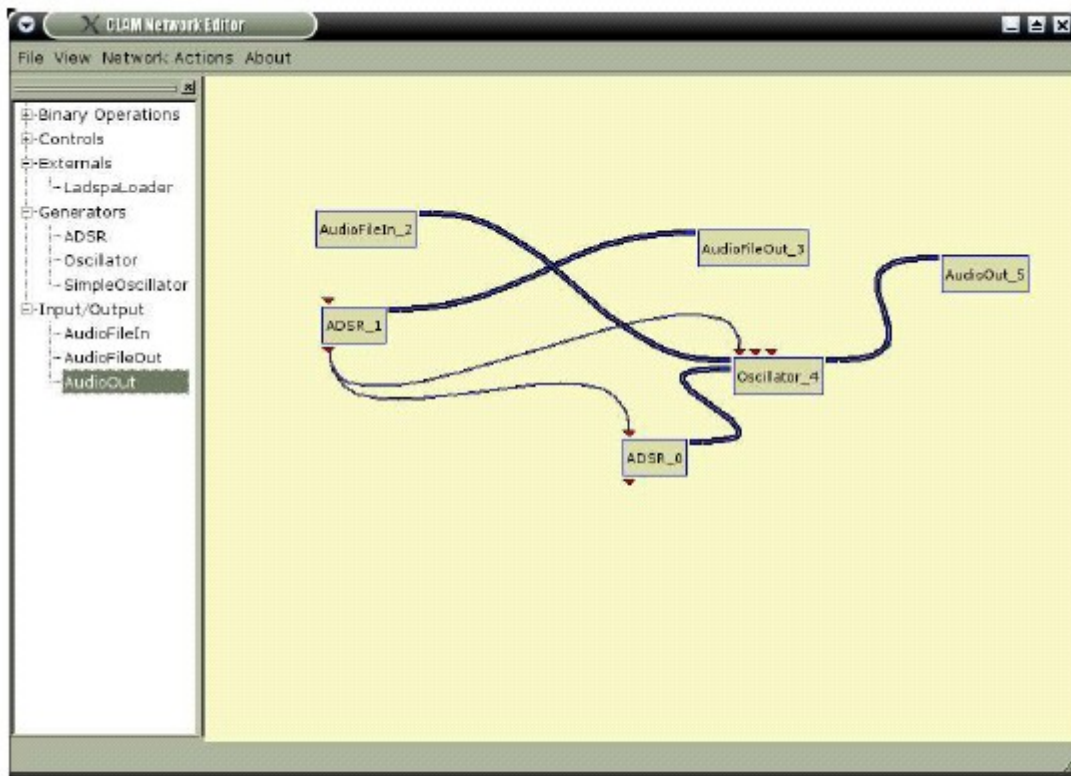 CLAM Network Editor
File View Network Actions About
Binary Operations
Controls
Externals
LadspaLoader
Generators
ADSR
Oscillator
SimpleOscillator
Input/Output
AudioFileIn
AudioFileOut
AudioOut
AudioFileIn_2
AudioFileOut_3
AudioOut_5
ADSR_1
Oscillator_4
ADSR_0